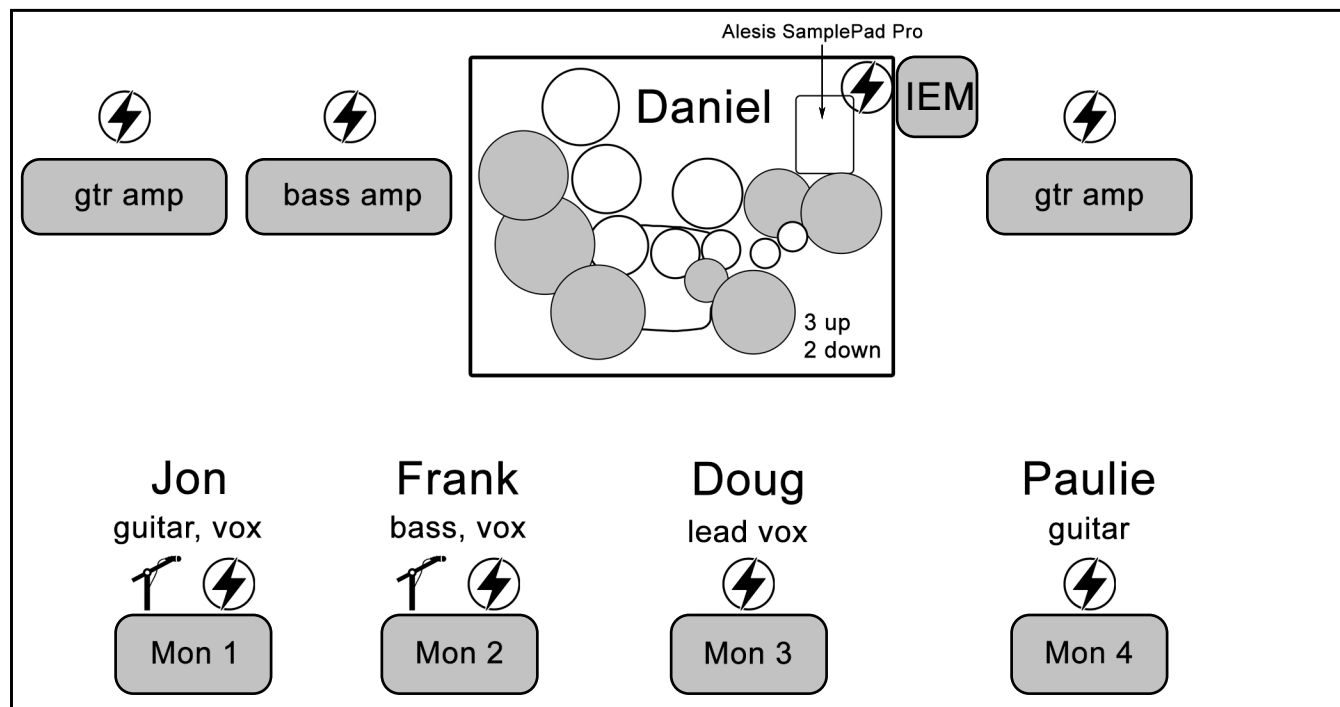 Alesis SamplePad Pro
Daniel
IEM
gtr amp
bass amp
gtr amp
3 up
2 down
Jon
guitar, vox
Frank
bass, vox
Doug
lead vox
Paulie
guitar
Mon 1
Mon 2
Mon 3
Mon 4